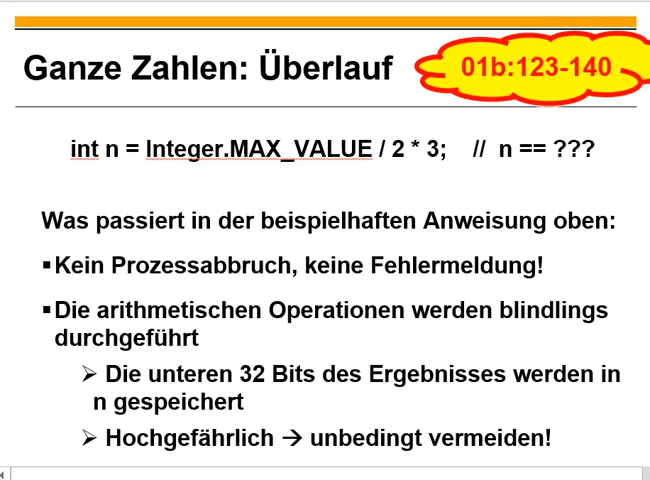 Ganze Zahlen: Überlauf
01b:123-140
int n = Integer.MAX_VALUE / 2 * 3; // n == ???
Was passiert in der beispielhaften Anweisung oben:
▪Kein Prozessabbruch, keine Fehlermeldung!
▪Die arithmetischen Operationen werden blindlings
durchgeführt
➢ Die unteren 32 Bits des Ergebnisses werden in
n gespeichert
➢ Hochgefährlich → unbedingt vermeiden!